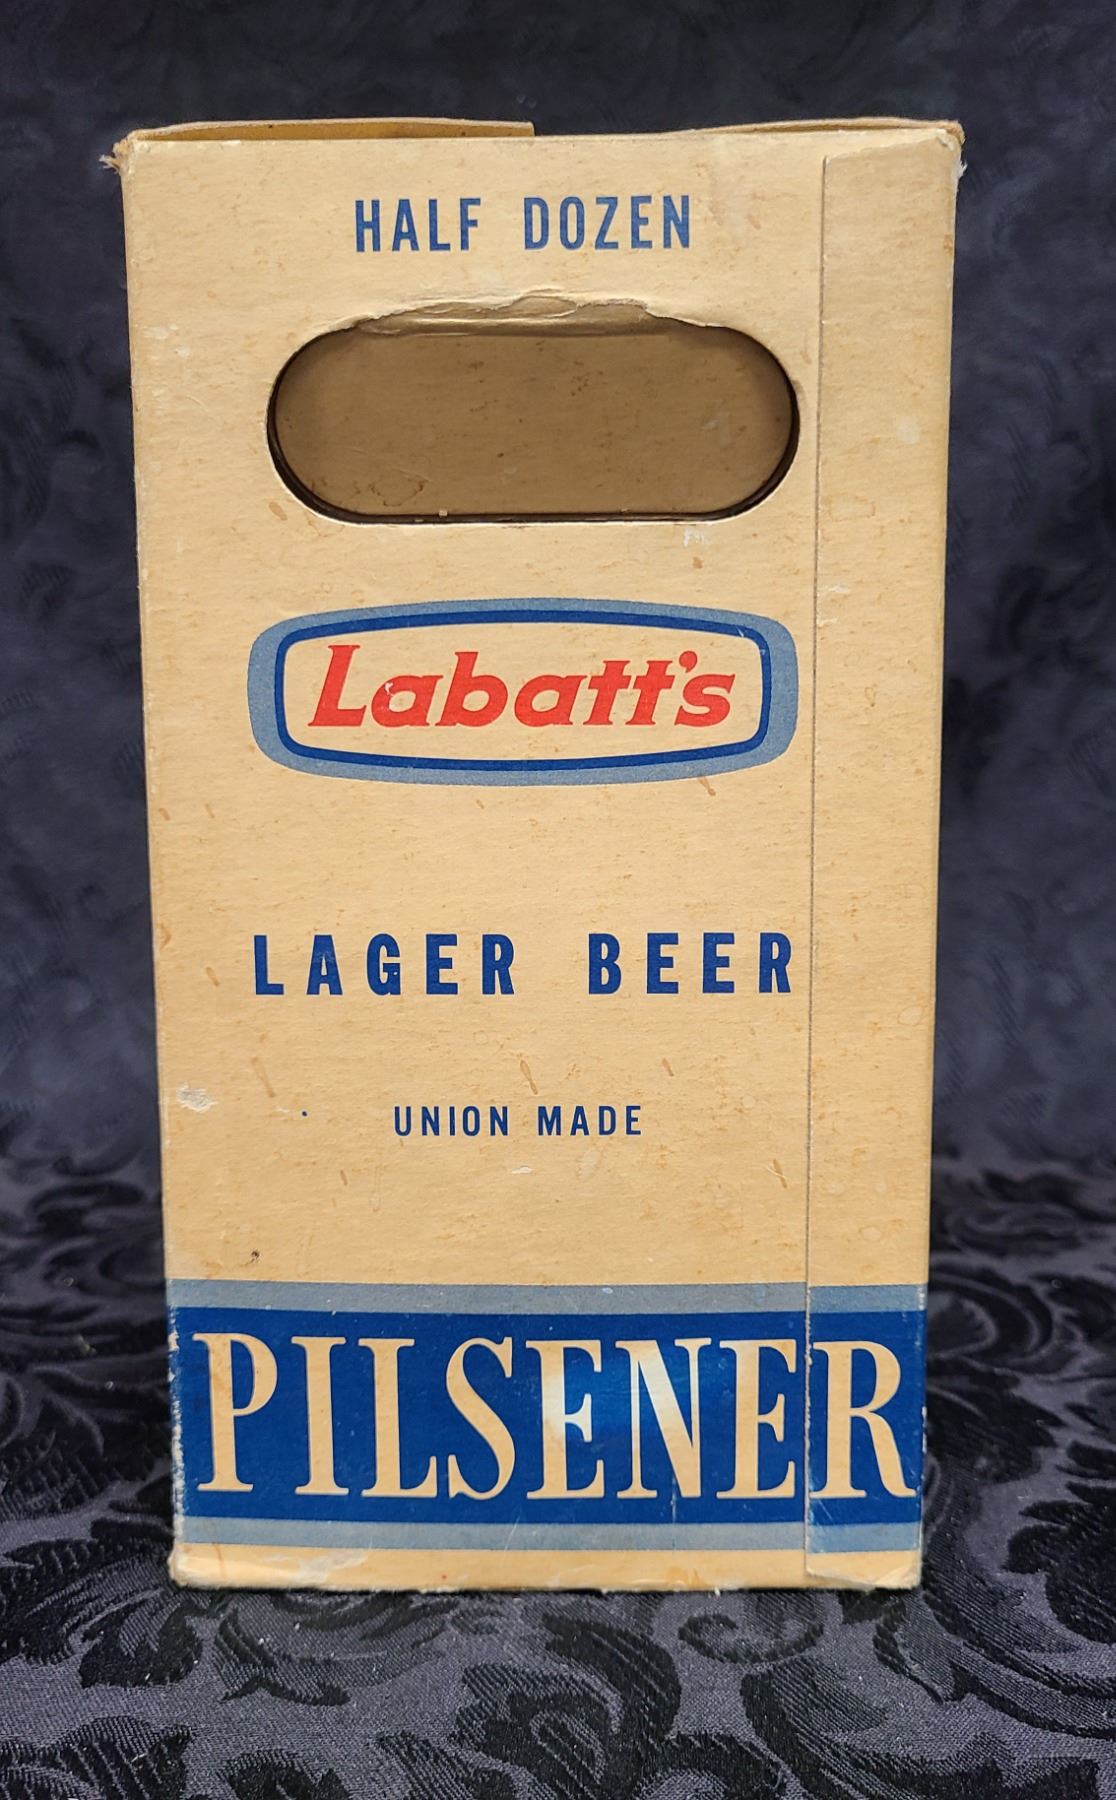 HALF DOZEN
Labatt's
LAGER BEER
UNION MADE
PILSENER